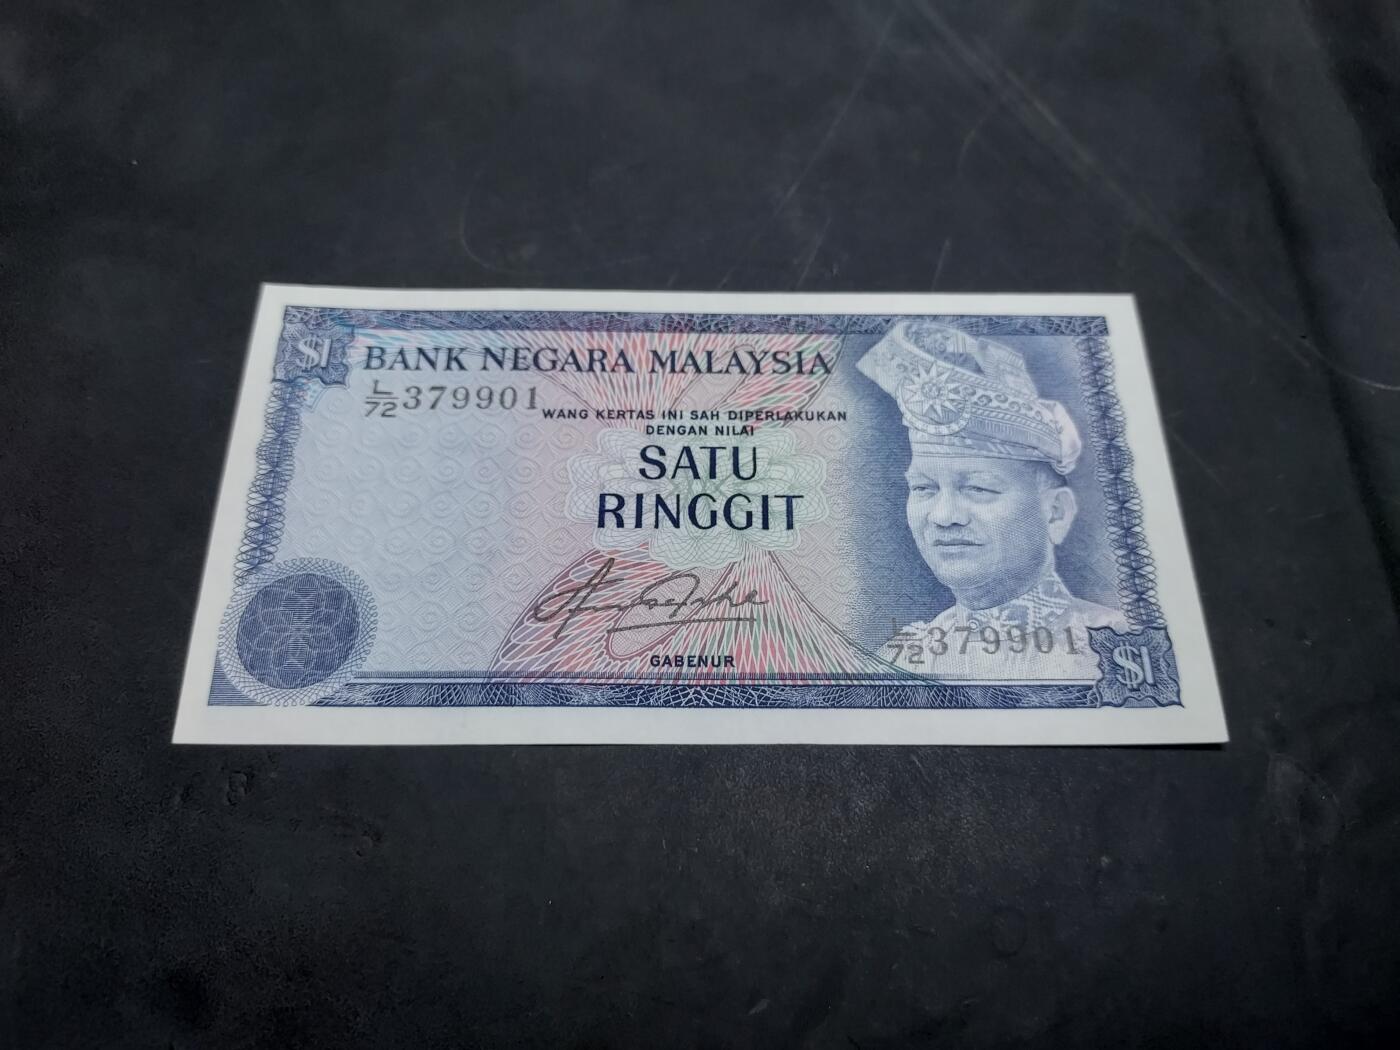 $1
BANK NEGARA MALAYSIA
L/72 379901
WANG KERTAS INI SAH DIPERLAKUKAN
DENGAN NILAI
SATU
RINGGIT
GABENUR
L/72 379901
$1